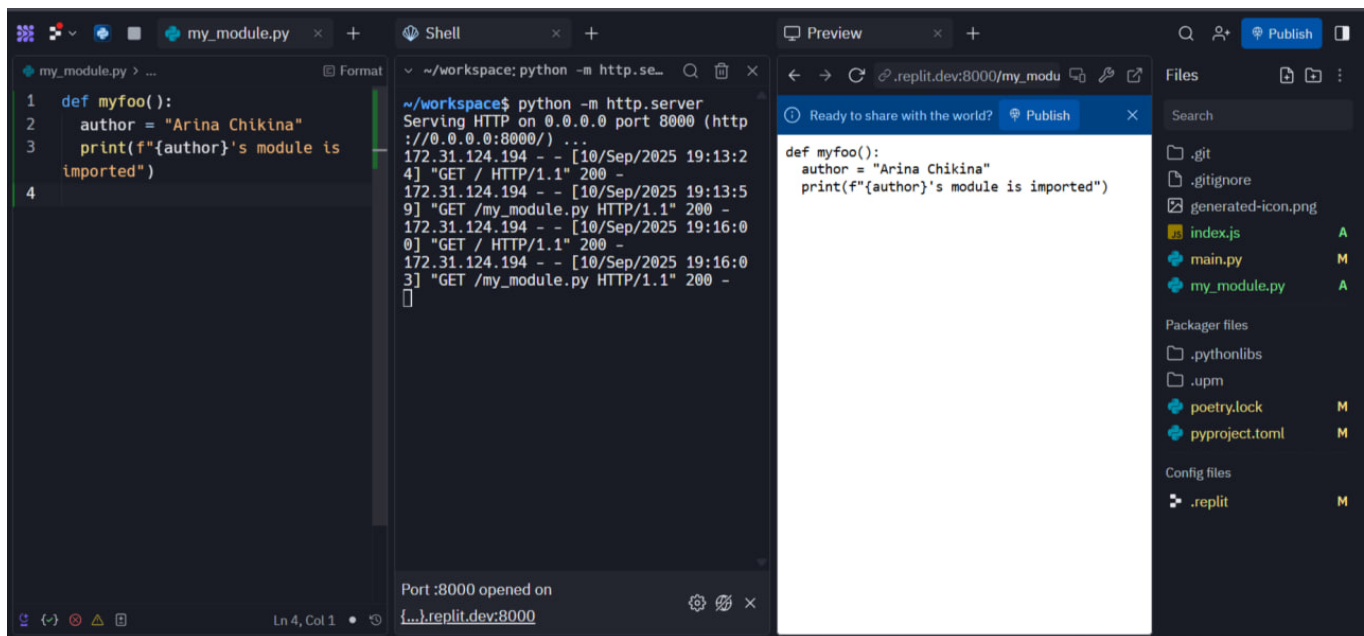 my_module.py × +
Shell × +
Preview × +
Publish
my_module.py > ...
Format
1 def myfoo():
2   author = "Arina Chikina"
3   print(f"{author}'s module is
imported")
4
Ln 4, Col 1
~/workspace: python -m http.se…
~/workspace$ python -m http.server
Serving HTTP on 0.0.0.0 port 8000 (http
://0.0.0.0:8000/) ...
172.31.124.194 - - [10/Sep/2025 19:13:2
4] "GET / HTTP/1.1" 200 -
172.31.124.194 - - [10/Sep/2025 19:13:5
9] "GET /my_module.py HTTP/1.1" 200 -
172.31.124.194 - - [10/Sep/2025 19:16:0
0] "GET / HTTP/1.1" 200 -
172.31.124.194 - - [10/Sep/2025 19:16:0
3] "GET /my_module.py HTTP/1.1" 200 -
Port :8000 opened on
{...}.replit.dev:8000
.replit.dev:8000/my_modu
Ready to share with the world? Publish
def myfoo():
  author = "Arina Chikina"
  print(f"{author}'s module is imported")
Files
Search
.git
.gitignore
generated-icon.png
JS index.js A
main.py M
my_module.py A
Packager files
.pythonlibs
.upm
poetry.lock M
pyproject.toml M
Config files
.replit M